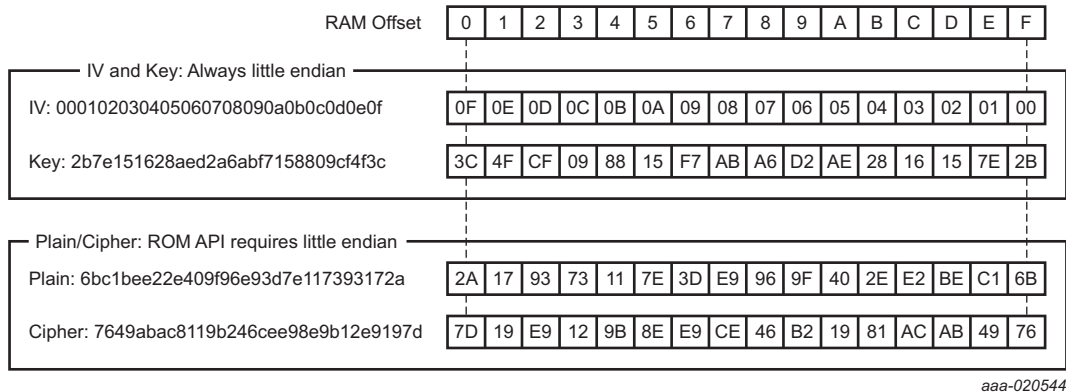 RAM Offset 0 1 2 3 4 5 6 7 8 9 A B C D E F
IV and Key: Always little endian
IV: 000102030405060708090a0b0c0d0e0f 0F 0E 0D 0C 0B 0A 09 08 07 06 05 04 03 02 01 00
Key: 2b7e151628aed2a6abf7158809cf4f3c 3C 4F CF 09 88 15 F7 AB A6 D2 AE 28 16 15 7E 2B
Plain/Cipher: ROM API requires little endian
Plain: 6bc1bee22e409f96e93d7e117393172a 2A 17 93 73 11 7E 3D E9 96 9F 40 2E E2 BE C1 6B
Cipher: 7649abac8119b246cee98e9b12e9197d 7D 19 E9 12 9B 8E E9 CE 46 B2 19 81 AC AB 49 76
aaa-020544